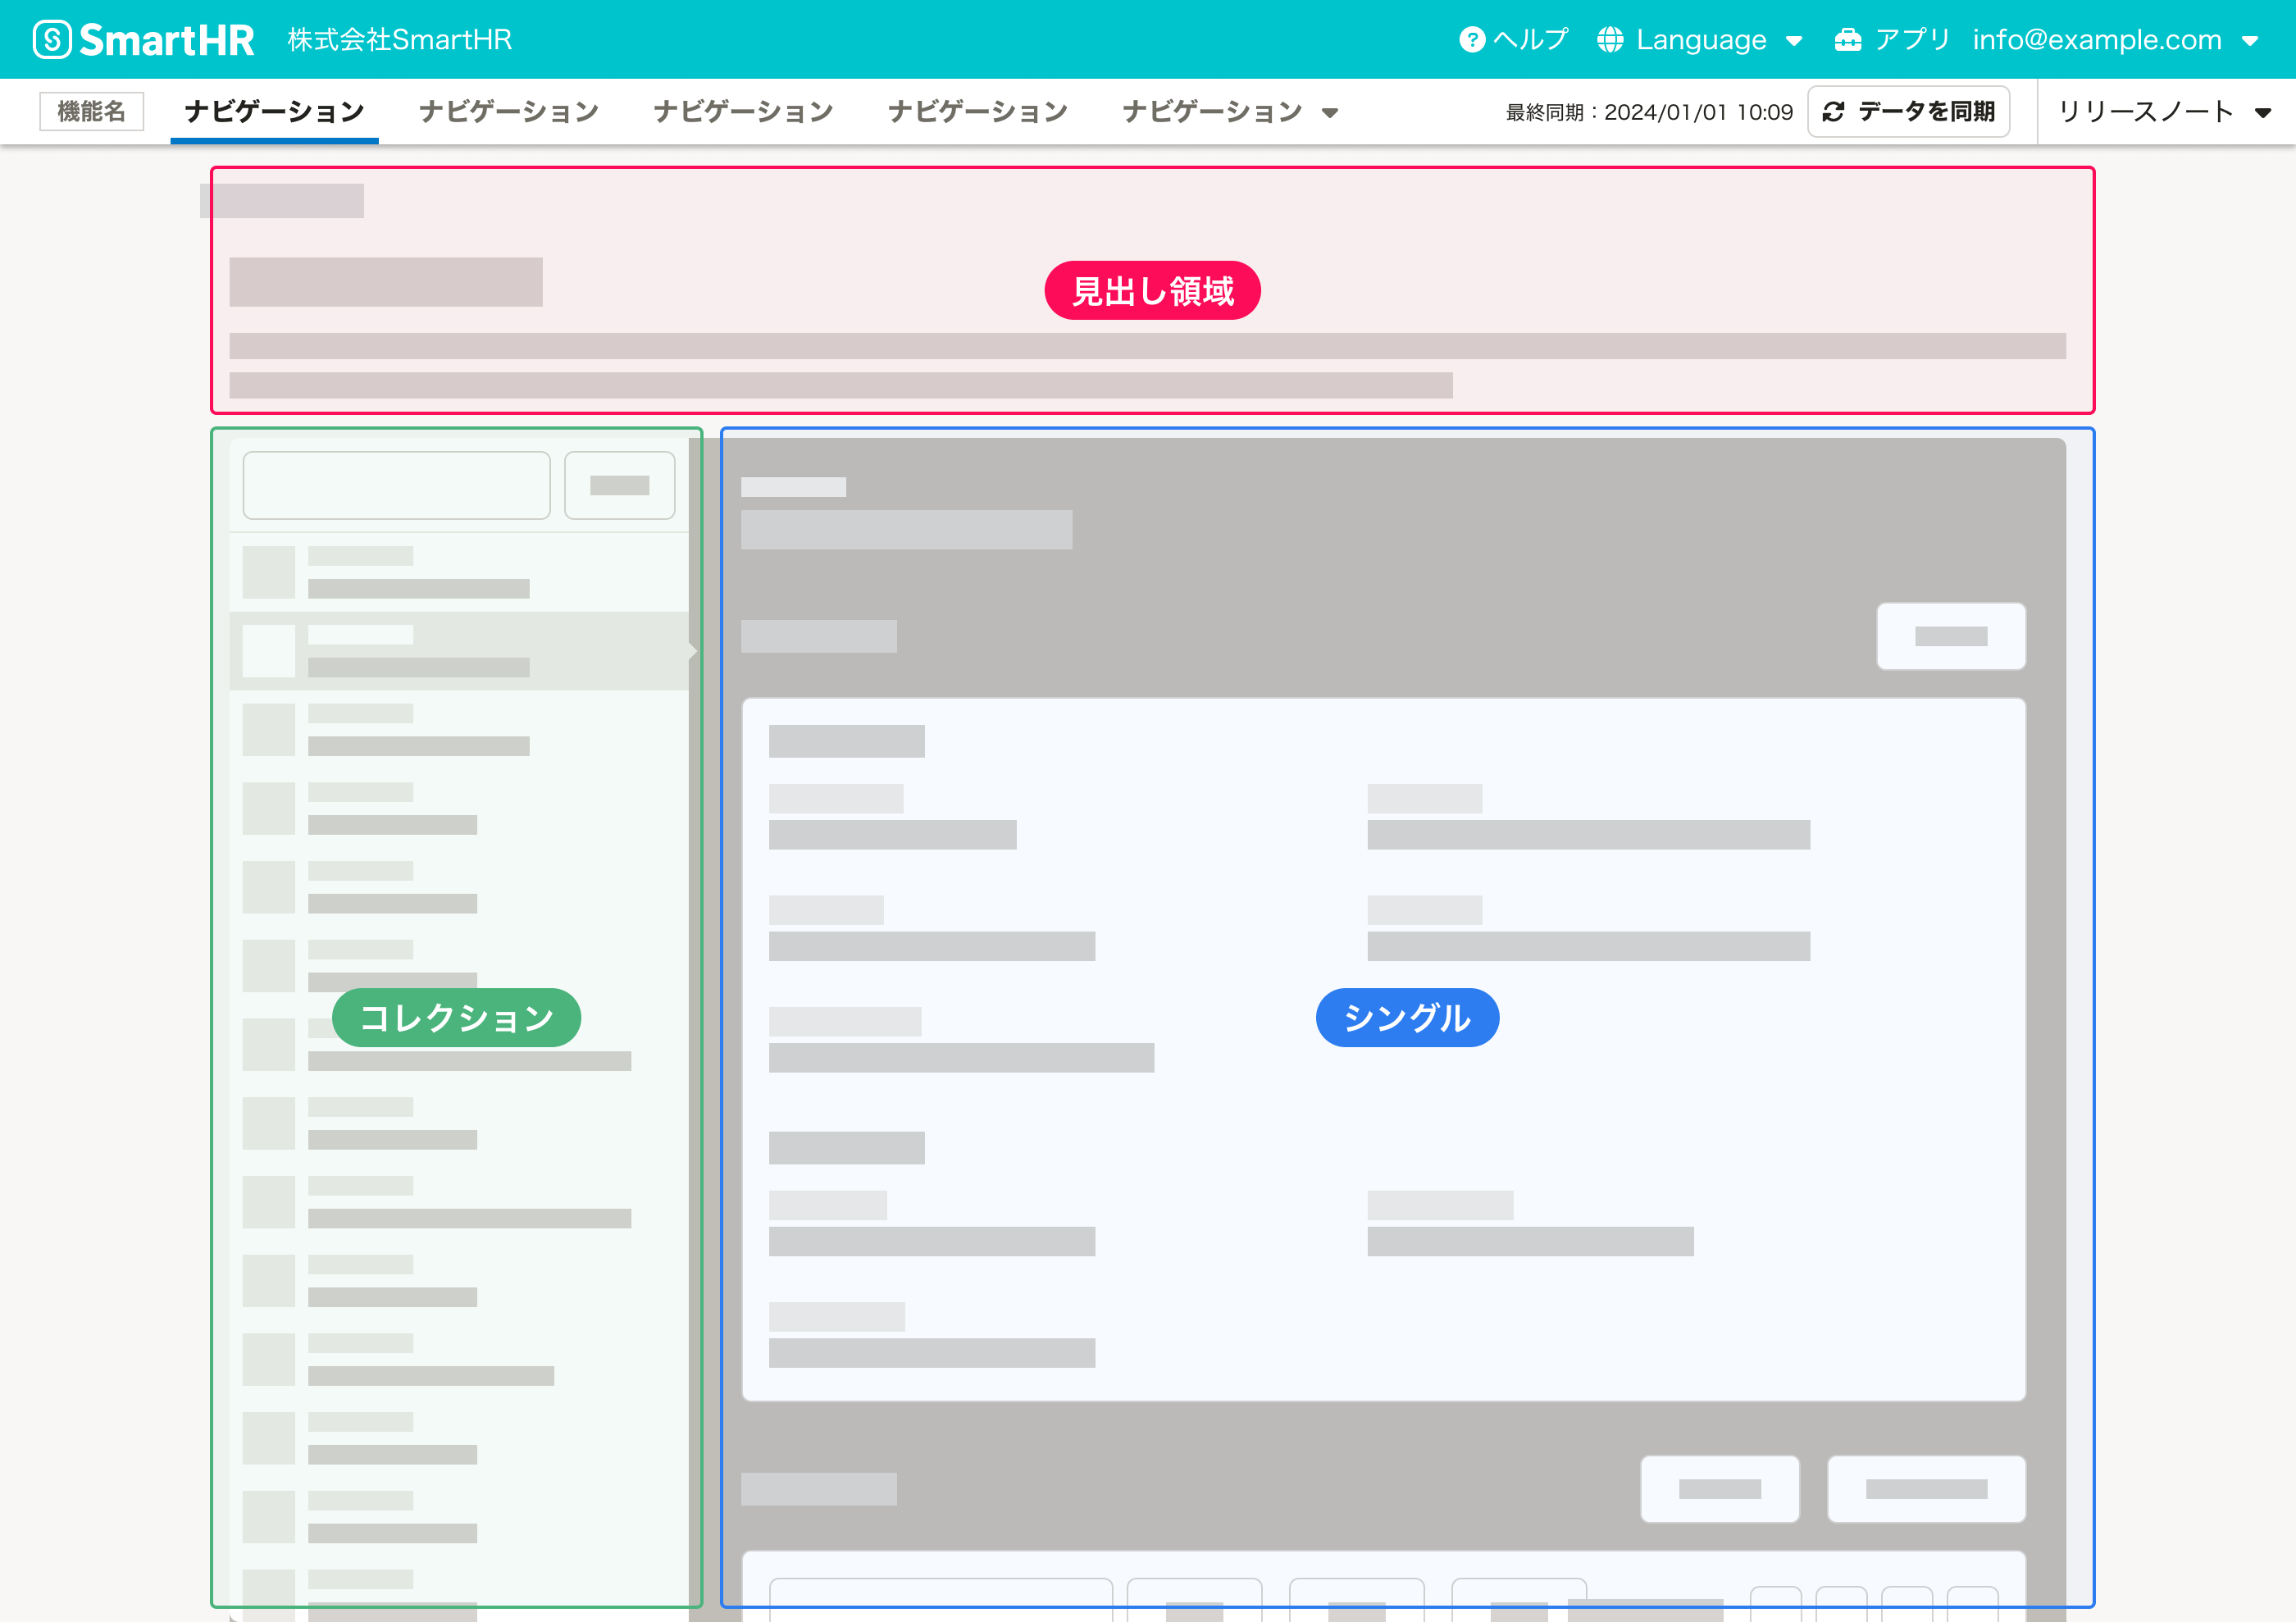 SmartHR 株式会社SmartHR ヘルプ Language アプリ info@example.com
機能名 ナビゲーション ナビゲーション ナビゲーション ナビゲーション ナビゲーション 最終同期：2024/01/01 10:09 データを同期 リリースノート
見出し領域
コレクション シングル